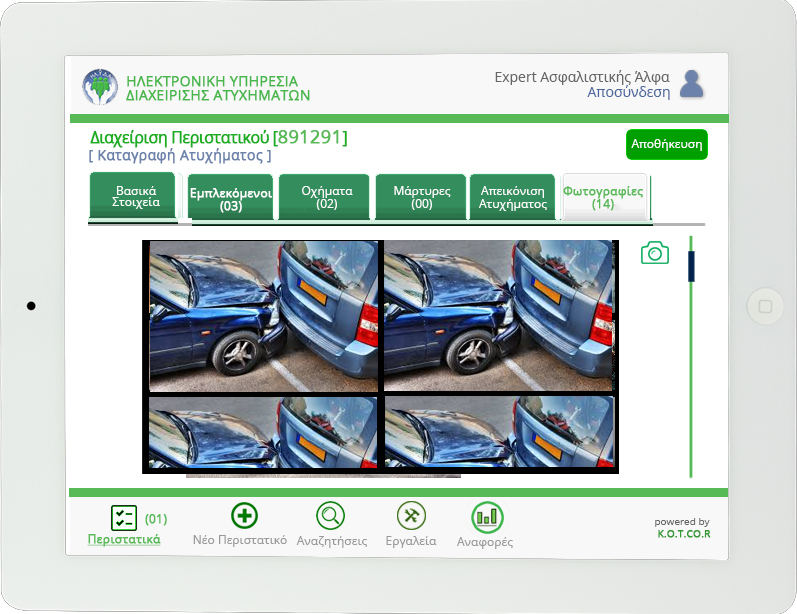 ΗΛΕΚΤΡΟΝΙΚΗ ΥΠΗΡΕΣΙΑ
ΔΙΑΧΕΙΡΙΣΗΣ ΑΤΥΧΗΜΑΤΩΝ
Expert Ασφαλιστικής Άλφα
Αποσύνδεση
Διαχείριση Περιστατικού [891291]
[ Καταγραφή Ατυχήματος ]
Αποθήκευση
Βασικά
Στοιχεία
Εμπλεκόμενοι
(03)
Οχήματα
(02)
Μάρτυρες
(00)
Απεικόνιση
Ατυχήματος
Φωτογραφίες
(14)
(01)
Περιστατικά
Νέο Περιστατικό
Αναζητήσεις
Εργαλεία
Αναφορές
powered by
K.O.T.CO.R